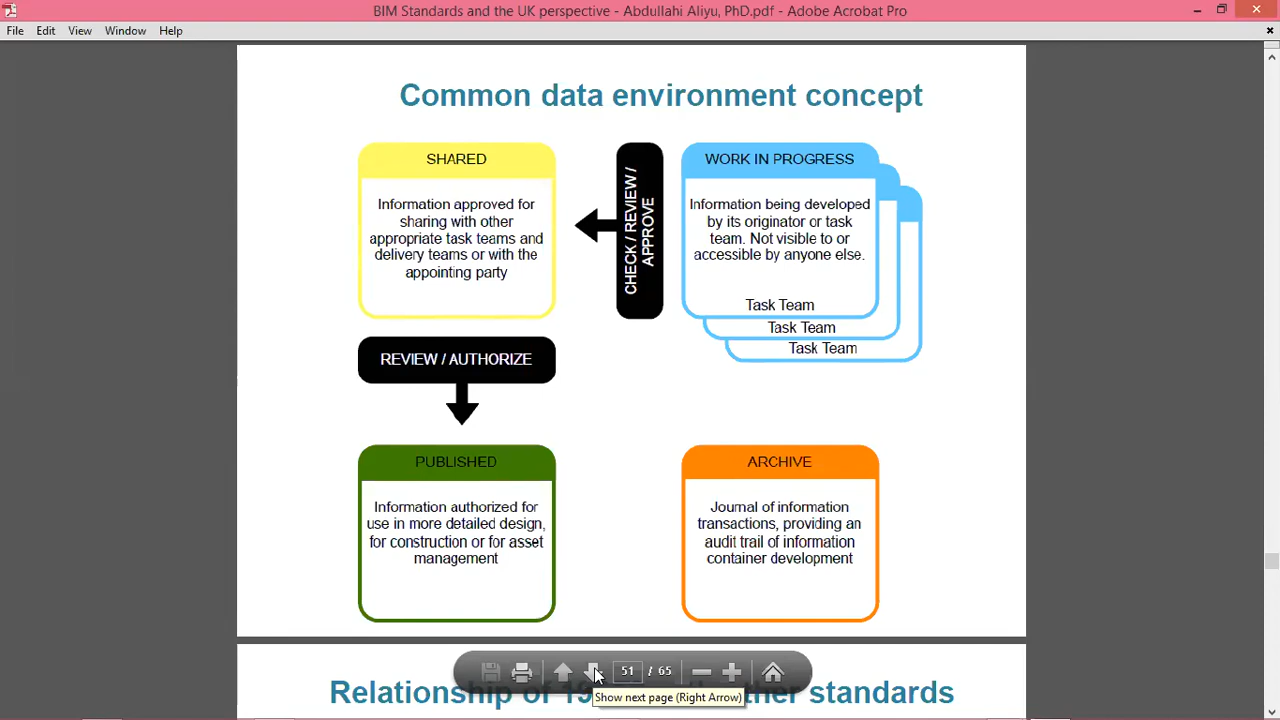 BIM Standards and the UK perspective - Abdullahi Aliyu, PhD.pdf - Adobe Acrobat Pro
File Edit View Window Help
Common data environment concept
SHARED
Information approved for
sharing with other
appropriate task teams and
delivery teams or with the
appointing party
CHECK / REVIEW /
APPROVE
WORK IN PROGRESS
Information being developed
by its originator or task
team. Not visible to or
accessible by anyone else.
Task Team
Task Team
Task Team
REVIEW / AUTHORIZE
PUBLISHED
Information authorized for
use in more detailed design,
for construction or for asset
management
ARCHIVE
Journal of information
transactions, providing an
audit trail of information
container development
51 / 65
Relationship of standards
Show next page (Right Arrow)